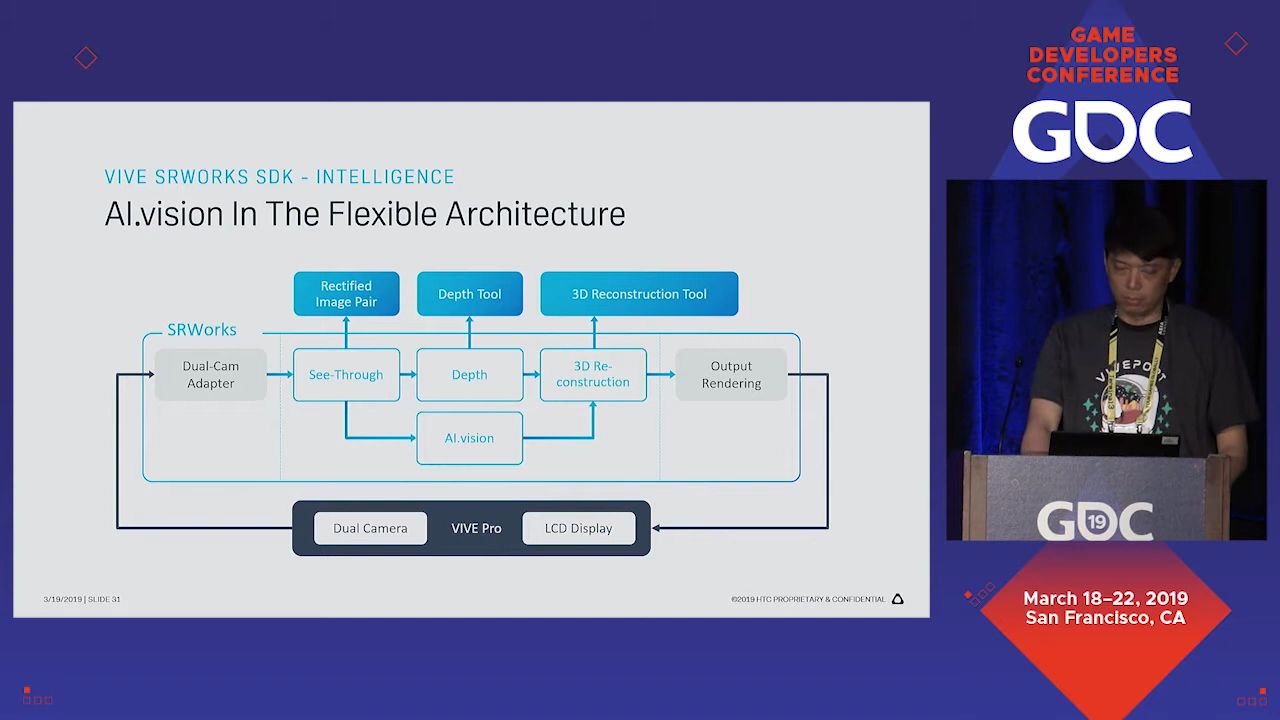 GAME
DEVELOPERS
CONFERENCE
GDC
VIVE SRWORKS SDK - INTELLIGENCE
AI.vision In The Flexible Architecture
Rectified
Image Pair
Depth Tool
3D Reconstruction Tool
SRWorks
Dual-Cam
Adapter
See-Through
Depth
3D Re-
construction
Output
Rendering
AI.vision
Dual Camera
VIVE Pro
LCD Display
3/19/2019 | SLIDE 31
©2019 HTC PROPRIETARY & CONFIDENTIAL
VIVEPORT
GDC
19
March 18–22, 2019
San Francisco, CA